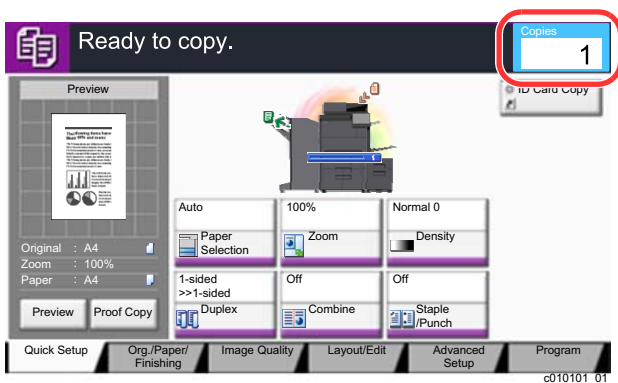 Ready to copy.
Copies
1
ID Card Copy
Preview
Original : A4
Zoom : 100%
Paper : A4
Preview
Proof Copy
Auto
Paper
Selection
100%
Zoom
Normal 0
Density
1-sided
>>1-sided
Duplex
Off
Combine
Off
Staple
/Punch
Quick Setup
Org./Paper/
Finishing
Image Quality
Layout/Edit
Advanced
Setup
Program
c010101_01